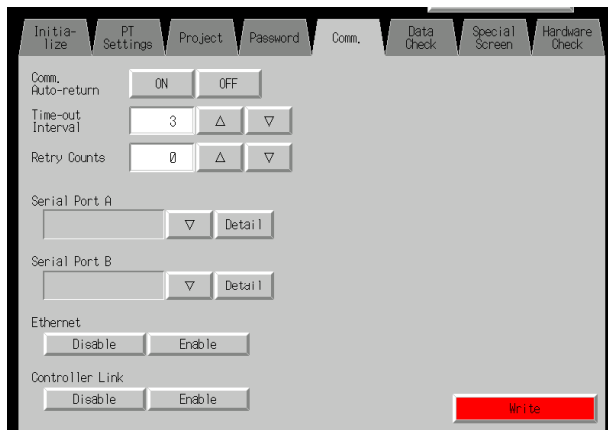 Initia-
lize
PT
Settings
Project
Password
Comm.
Data
Check
Special
Screen
Hardware
Check
Comm.
Auto-return
ON
OFF
Time-out
Interval
3
△
▽
Retry Counts
0
△
▽
Serial Port A
▽
Detail
Serial Port B
▽
Detail
Ethernet
Disable
Enable
Controller Link
Disable
Enable
Write